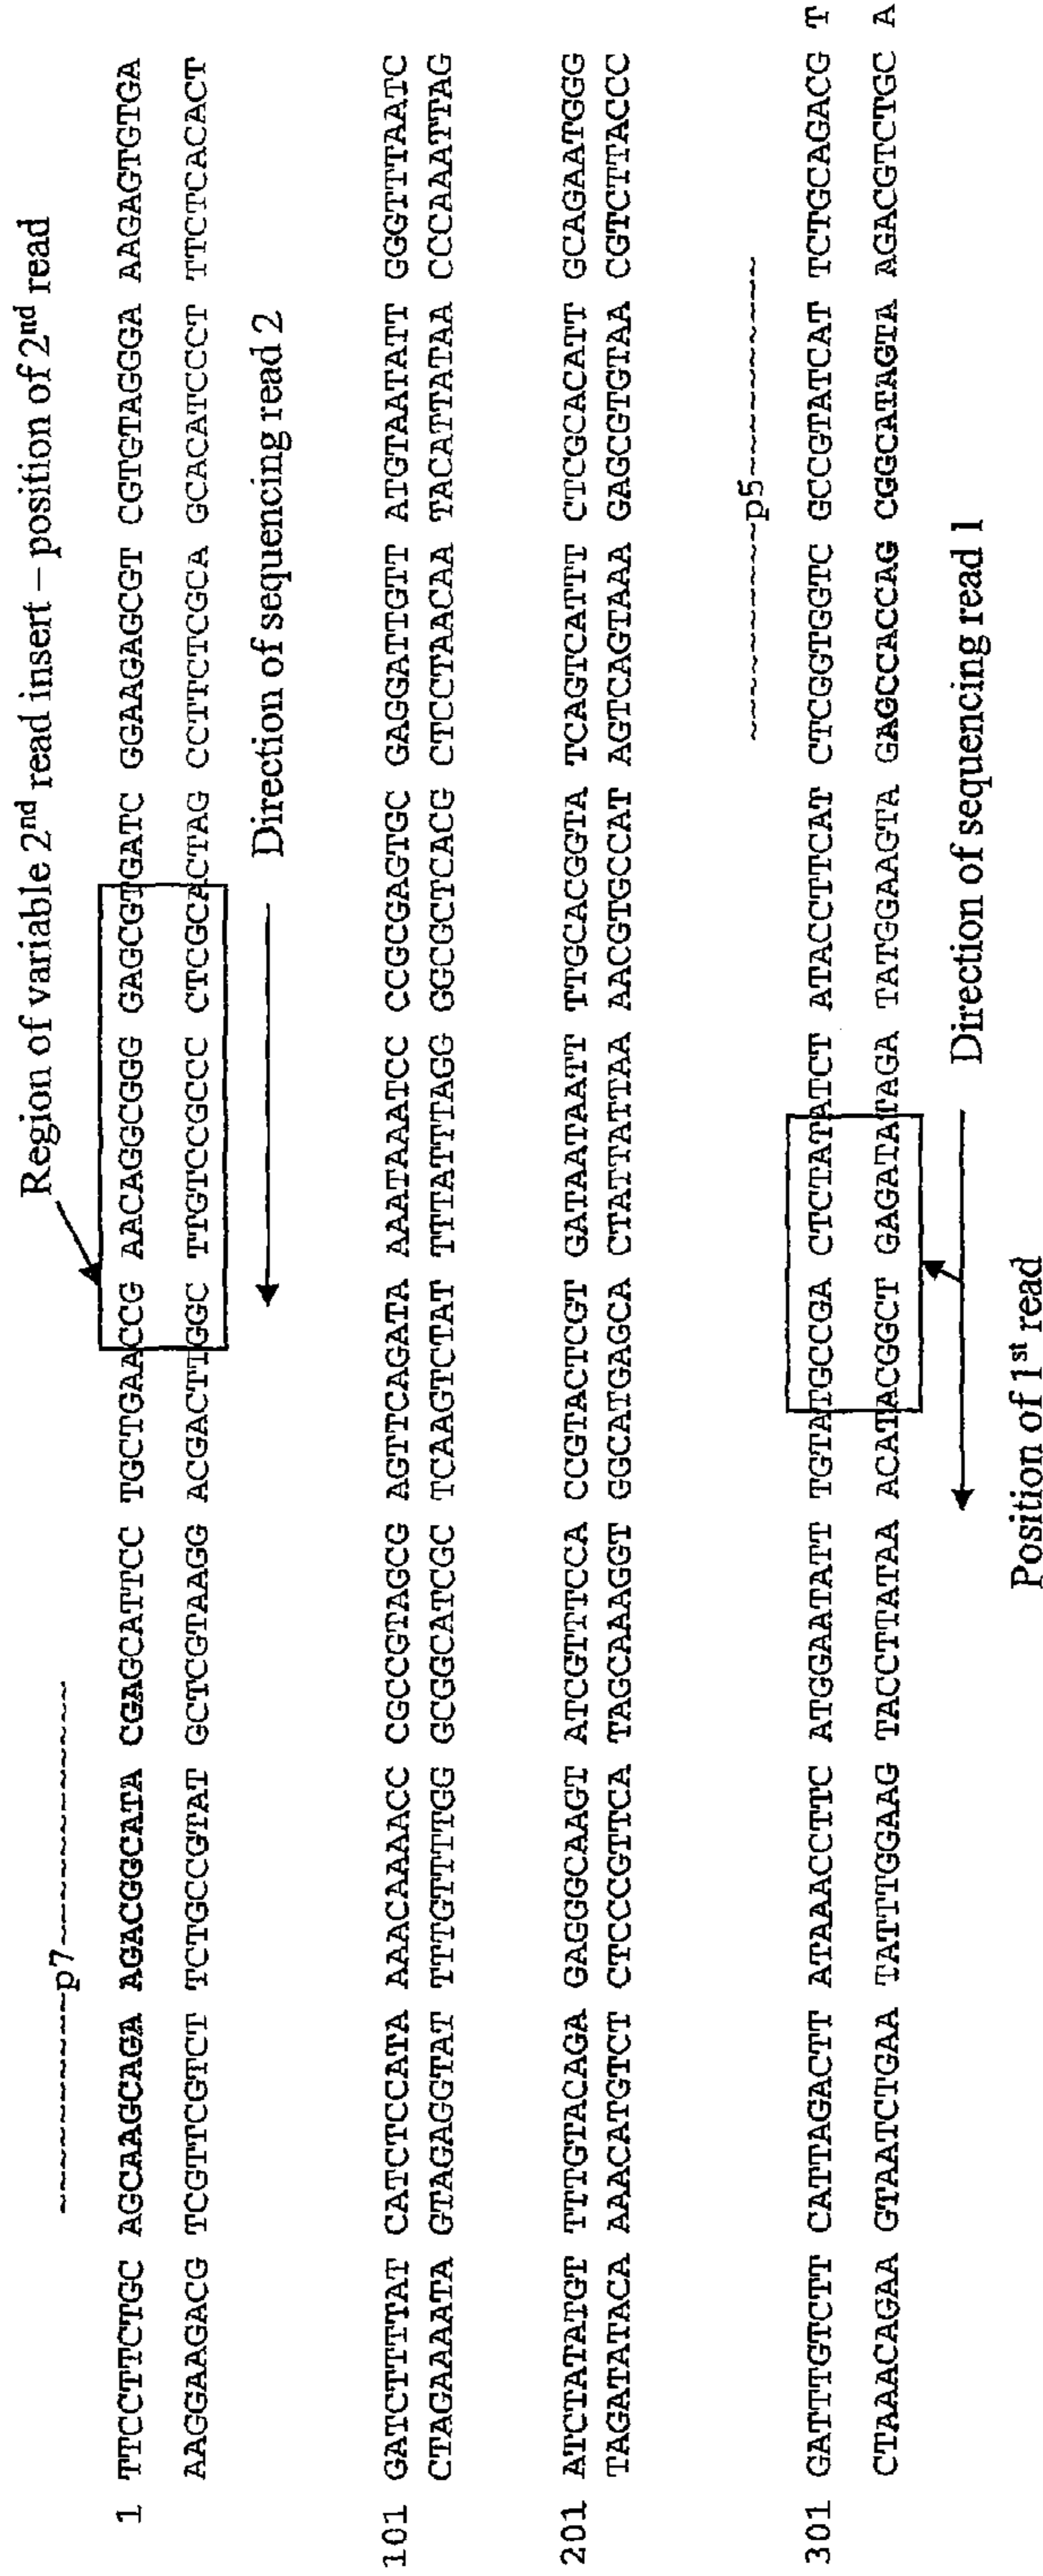 Region of variable 2nd read insert – position of 2nd read
~~~~~~~~~p7~~~~~~~~~~~~~
1 TTCCTTCTGC AGCAAGCAGA AGACGGCATA CGAGCATTCC TGCTGAACCG AACAGGCGGG GAGCGTGATC GGAAGAGCGT CGTGTAGGGA AAGAGTGTGA
AAGGAAGACG TCGTTCGTCT TCTGCCGTAT GCTCGTAAGG ACGACTTGGC TTGTCCGCCC CTCGCACTAG CCTTCTCGCA GCACATCCCT TTCTCACACT
Direction of sequencing read 2
101 GATCTTTTAT CATCTCCATA AAACAAAACC CGCCGTAGCG AGTTCAGATA AAATAAATCC CCGCGAGTGC GAGGATTGTT ATGTAATATT GGGTTTAATC
CTAGAAAATA GTAGAGGTAT TTTGTTTTGG GCGGCATCGC TCAAGTCTAT TTTATTTAGG GGCGCTCACG CTCCTAACAA TACATTATAA CCCAAATTAG
201 ATCTATATGT TTTGTACAGA GAGGGCAAGT ATCGTTTCCA CCGTACTCGT GATAATAATT TTGCACGGTA TCAGTCATTT CTCGCACATT GCAGAATGGG
TAGATATACA AAACATGTCT CTCCCGTTCA TAGCAAAGGT GGCATGAGCA CTATTATTAA AACGTGCCAT AGTCAGTAAA GAGCGTGTAA CGTCTTACCC
~~~~~~~~~p5~~~~~~~~~
301 GATTTGTCTT CATTAGACTT ATAAACCTTC ATGGAATATT TGTATGCCGA CTCTATATCT ATACCTTCAT CTCGGTGGTC GCCGTATCAT TCTGCAGACG T
CTAAACAGAA GTAATCTGAA TATTTGGAAG TACCTTATAA ACATACGGCT GAGATATAGA TATGGAAGTA GAGCCACCAG CGGCATAGTA AGACGTCTGC A
Direction of sequencing read 1
Position of 1st read